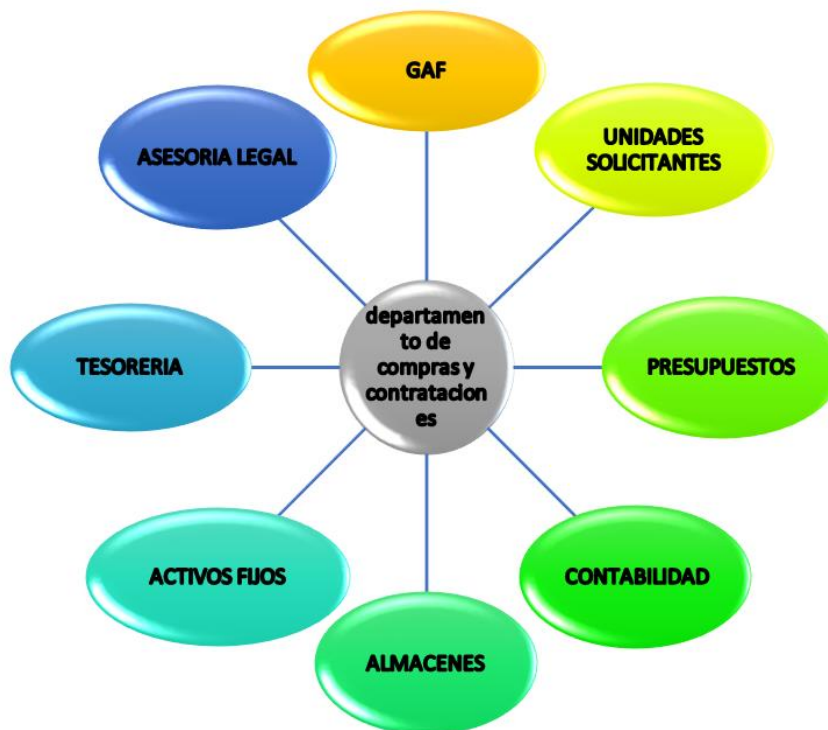 GAF
UNIDADES
SOLICITANTES
PRESUPUESTOS
CONTABILIDAD
ALMACENES
ACTIVOS FIJOS
TESORERIA
ASESORIA LEGAL
departamen
to de
compras y
contratacion
es